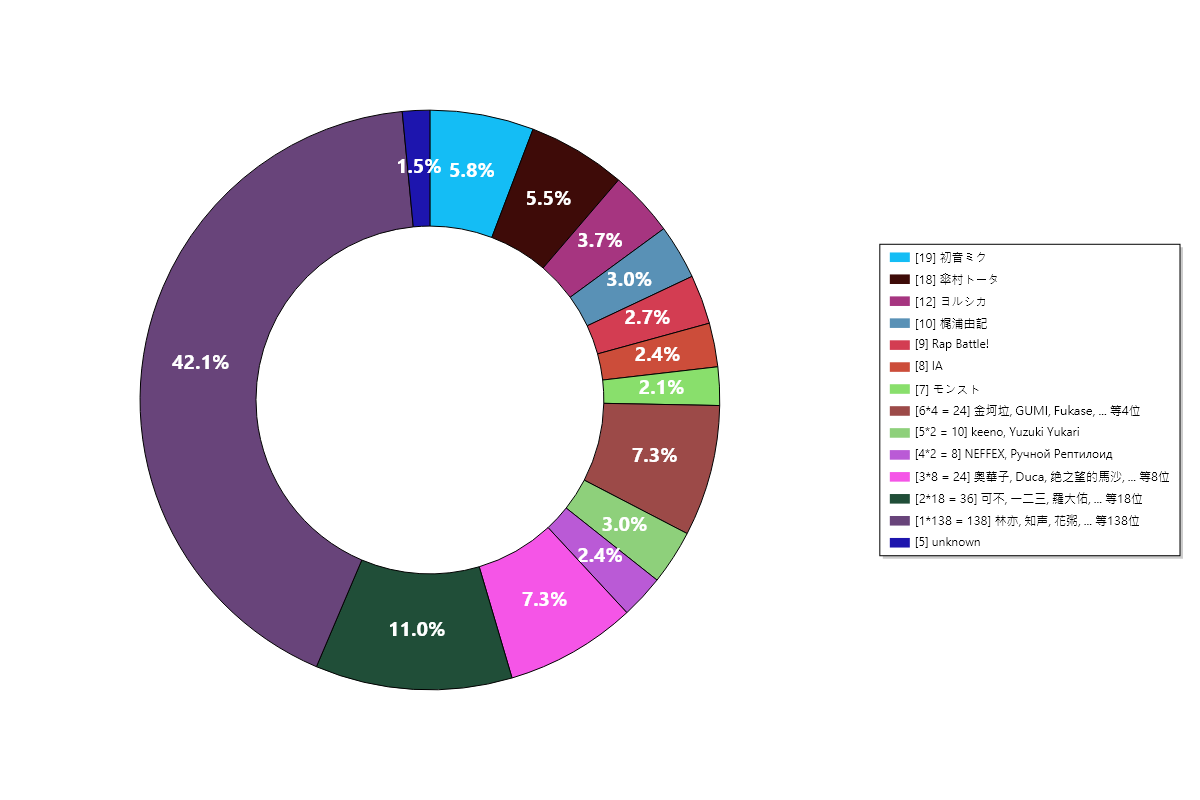 1.5%
5.8%
5.5%
3.7%
3.0%
2.7%
2.4%
2.1%
7.3%
3.0%
2.4%
7.3%
11.0%
42.1%
[19] 初音ミク
[18] 傘村トータ
[12] ヨルシカ
[10] 梶浦由記
[9] Rap Battle!
[8] IA
[7] モンスト
[6*4 = 24] 金坷垃, GUMI, Fukase, ... 等4位
[5*2 = 10] keeno, Yuzuki Yukari
[4*2 = 8] NEFFEX, Ручной Рептилоид
[3*8 = 24] 奥華子, Duca, 绝之望的馬沙, ... 等8位
[2*18 = 36] 可不, 一二三, 羅大佑, ... 等18位
[1*138 = 138] 林亦, 知声, 花粥, ... 等138位
[5] unknown